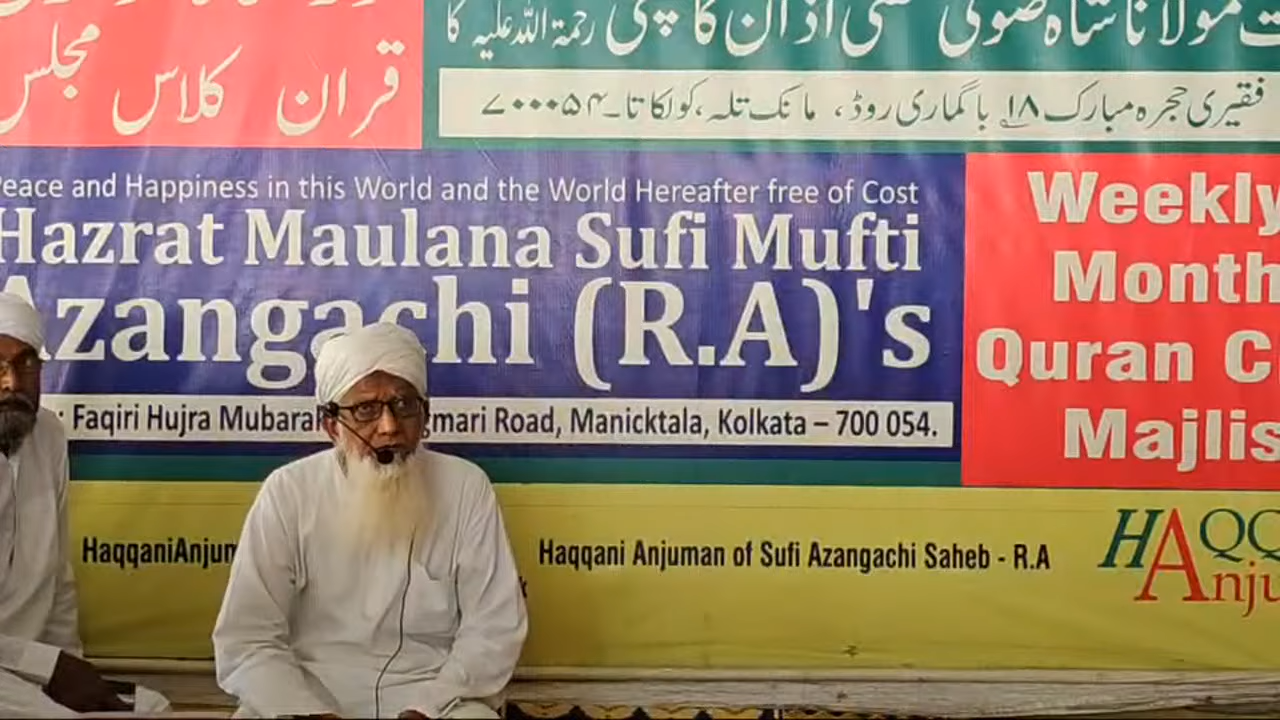 مولانا شاہ صوفی مفتی اذان گاچھی رحمۃ اللہ علیہ کا
قرآن کلاس مجلس
فقیری حجرہ مبارک ۱۸ باگماری روڈ، مانک تلہ، کولکاتا۔۷۰۰۰۵۴
Peace and Happiness in this World and the World Hereafter free of Cost
Hazrat Maulana Sufi Mufti
Azangachi (R.A)'s
: Faqiri Hujra Mubarak gmari Road, Manicktala, Kolkata – 700 054.
Weekly
Month
Quran C
Majlis
HaqqaniAnjum
Haqqani Anjuman of Sufi Azangachi Saheb - R.A
HAQQ
Anju